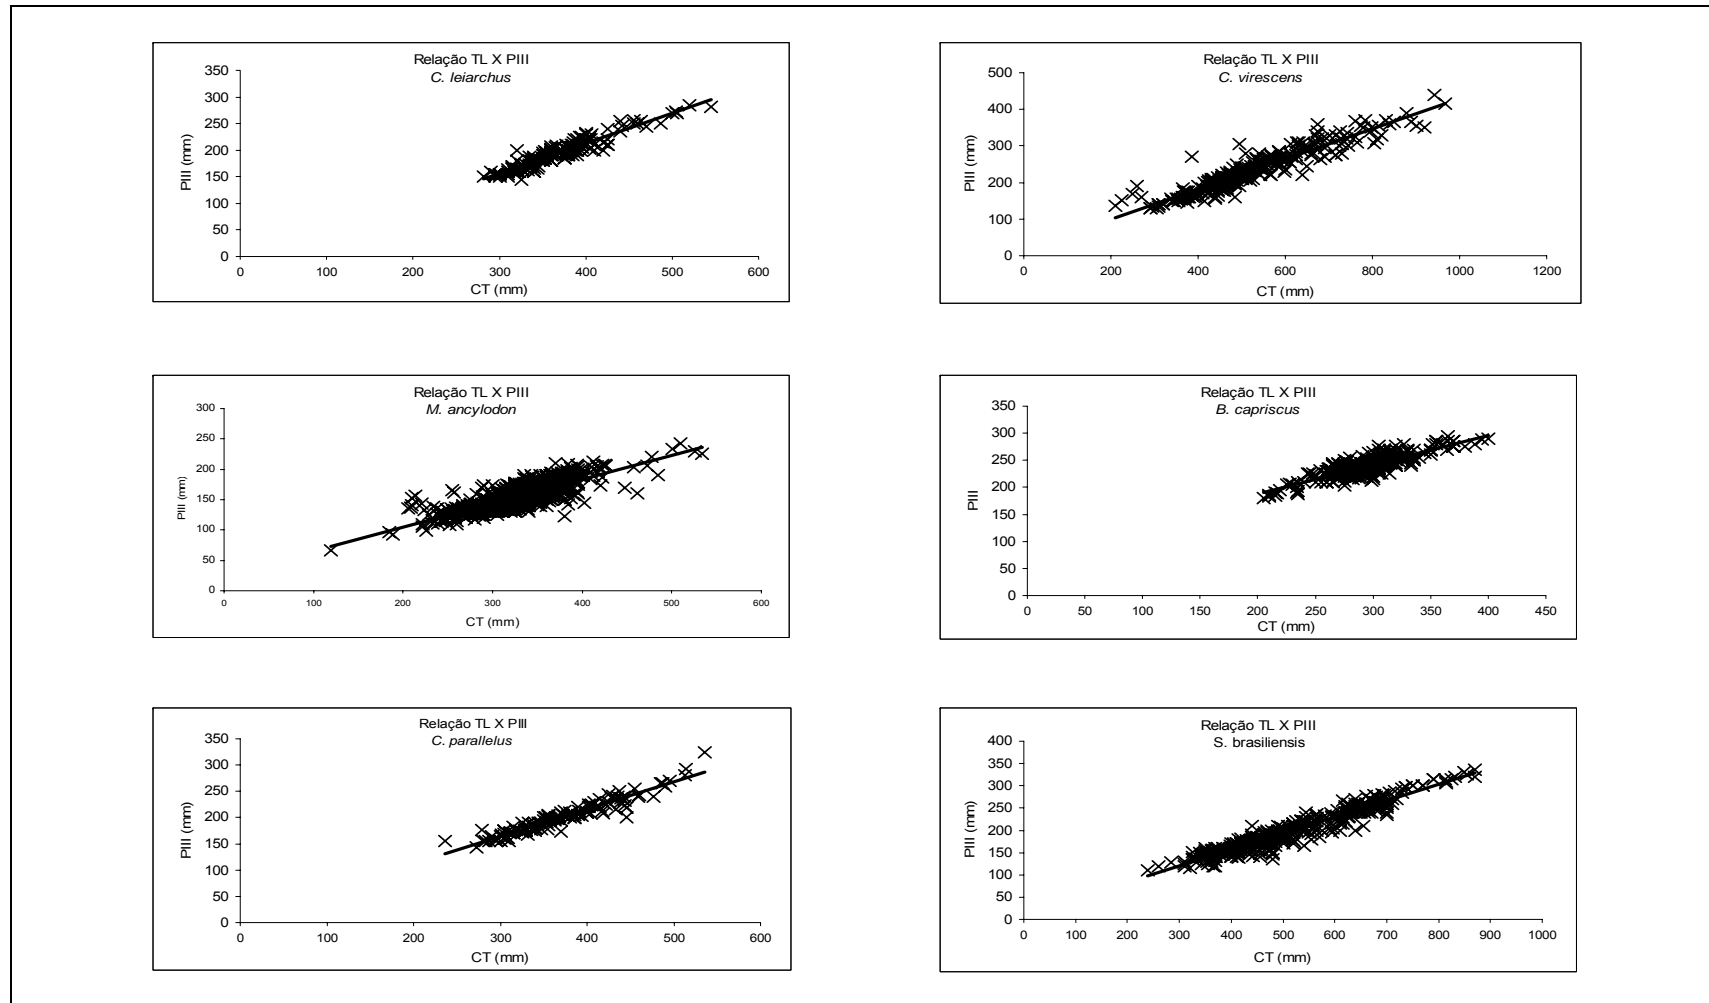 Relação TL X PIII
C. leiarchus
350
300
250
200
150
100
50
0
PIII (mm)
0 100 200 300 400 500 600
CT (mm)
Relação TL X PIII
C. virescens
500
400
300
200
100
0
PIII (mm)
0 200 400 600 800 1000 1200
CT (mm)
Relação TL X PIII
M. ancylodon
300
250
200
150
100
50
0
PIII (mm)
0 100 200 300 400 500 600
CT (mm)
Relação TL X PIII
B. capriscus
350
300
250
200
150
100
50
0
PIII
0 50 100 150 200 250 300 350 400 450
CT (mm)
Relação TL X PIII
C. parallelus
350
300
250
200
150
100
50
0
PIII (mm)
0 100 200 300 400 500 600
CT (mm)
Relação TL X PIII
S. brasiliensis
400
350
300
250
200
150
100
50
0
PIII (mm)
0 100 200 300 400 500 600 700 800 900 1000
CT (mm)